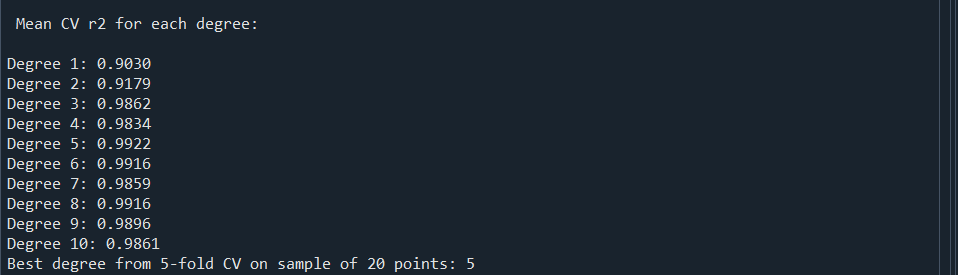 Mean CV r2 for each degree:
Degree 1: 0.9030
Degree 2: 0.9179
Degree 3: 0.9862
Degree 4: 0.9834
Degree 5: 0.9922
Degree 6: 0.9916
Degree 7: 0.9859
Degree 8: 0.9916
Degree 9: 0.9896
Degree 10: 0.9861
Best degree from 5-fold CV on sample of 20 points: 5